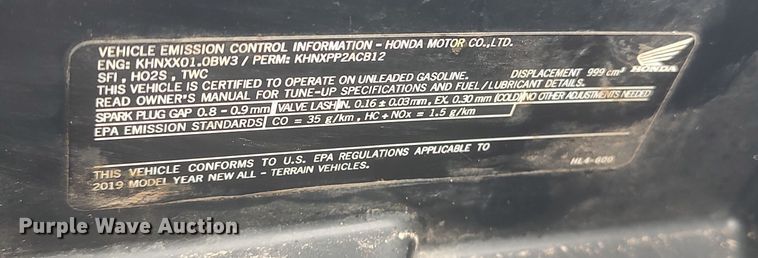 VEHICLE EMISSION CONTROL INFORMATION - HONDA MOTOR CO.,LTD.
ENG: KHNXX01.0BW3 / PERM: KHNXPP2ACB12
SFI, HO2S, TWC
DISPLACEMENT 999 cm³
HONDA
THIS VEHICLE IS CERTIFIED TO OPERATE ON UNLEADED GASOLINE.
READ OWNER'S MANUAL FOR TUNE-UP SPECIFICATIONS AND FUEL/LUBRICANT DETAILS.
SPARK PLUG GAP 0.8 - 0.9 mm VALVE LASH IN. 0.16 ± 0.03 mm, EX. 0.30 mm (COLD) NO OTHER ADJUSTMENTS NEEDED
EPA EMISSION STANDARDS CO = 35 g/km, HC + NOx = 1.5 g/km
THIS VEHICLE CONFORMS TO U.S. EPA REGULATIONS APPLICABLE TO
2019 MODEL YEAR NEW ALL - TERRAIN VEHICLES.
HL4-600
Purple Wave Auction